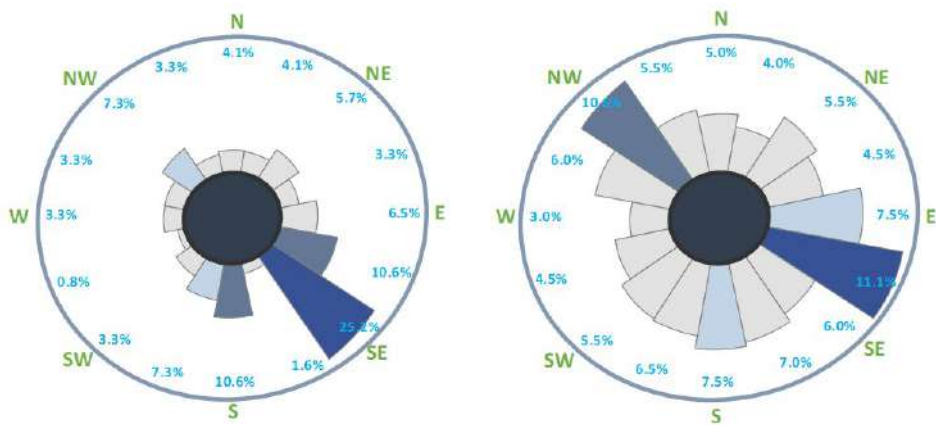 N
4.1%
3.3%
4.1%
NW
NE
7.3%
5.7%
3.3%
3.3%
W
3.3%
6.5%
E
0.8%
10.6%
3.3%
25.2%
SW
SE
7.3%
1.6%
10.6%
S
N
5.0%
5.5%
4.0%
NW
NE
5.5%
6.0%
4.5%
W
3.0%
7.5%
E
4.5%
11.1%
5.5%
6.0%
SW
SE
6.5%
7.0%
7.5%
S